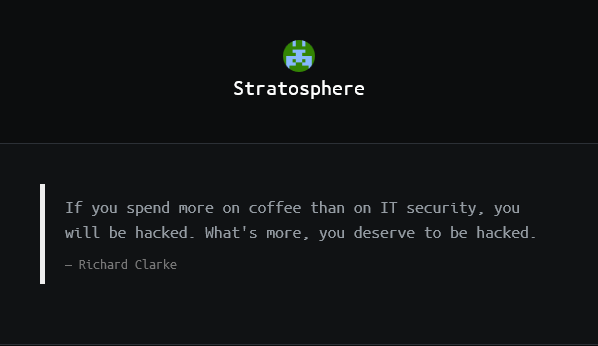 Stratosphere
If you spend more on coffee than on IT security, you
will be hacked. What's more, you deserve to be hacked.
— Richard Clarke